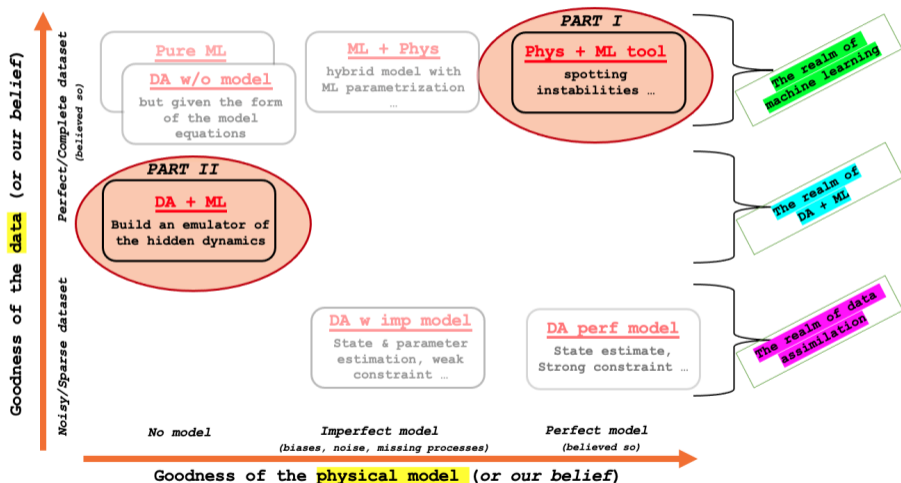 PART I
Pure ML
DA w/o model
but given the form
of the model
equations
ML + Phys
hybrid model with
ML parametrization
…
Phys + ML tool
spotting
instabilities …
The realm of
machine learning
PART II
DA + ML
Build an emulator of
the hidden dynamics
The realm of
DA + ML
DA w imp model
State & parameter
estimation, weak
constraint …
DA perf model
State estimate,
Strong constraint …
The realm of data
assimilation
Goodness of the data (or our belief)
Perfect/Complete dataset
(believed so)
Noisy/Sparse dataset
No model
Imperfect model
(biases, noise, missing processes)
Perfect model
(believed so)
Goodness of the physical model (or our belief)